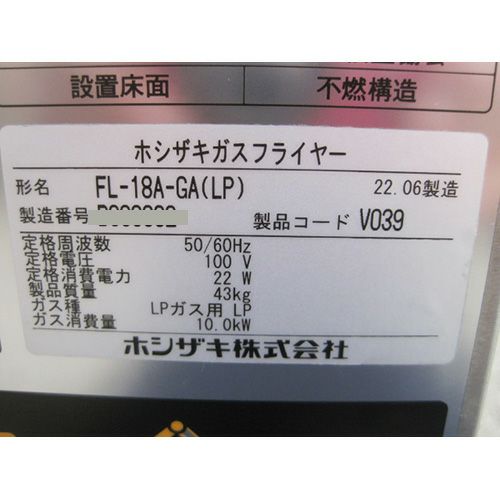 設置床面 不燃構造
ホシザキガスフライヤー
形名 FL-18A-GA(LP) 22.06製造
製造番号 製品コード V039
定格周波数 50/60Hz
定格電圧 100 V
定格消費電力 22 W
製品質量 43kg
ガス種 LPガス用 LP
ガス消費量 10.0kW
ホシザキ株式会社